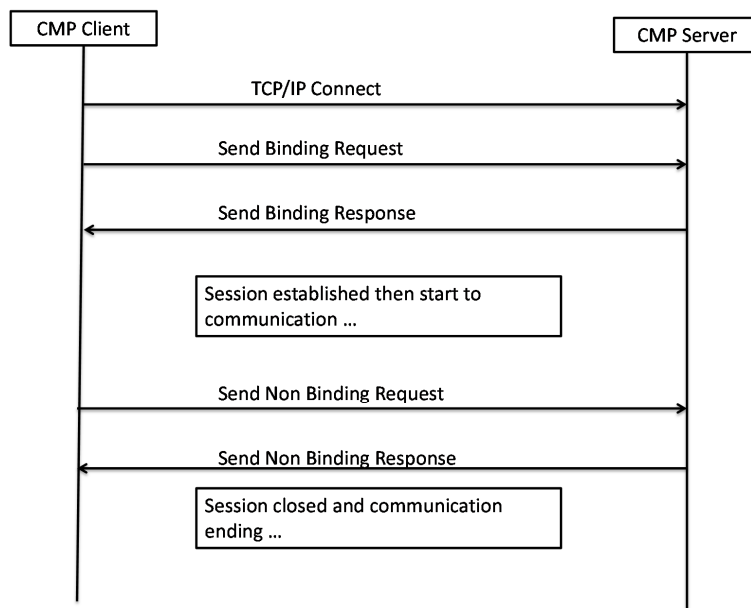 CMP Client
CMP Server
TCP/IP Connect
Send Binding Request
Send Binding Response
Session established then start to
communication ...
Send Non Binding Request
Send Non Binding Response
Session closed and communication
ending ...